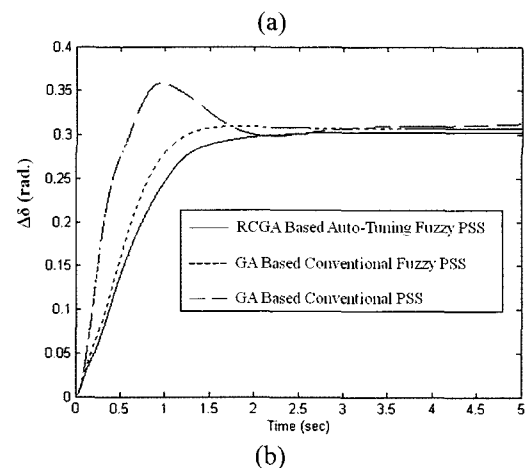 (a)
0.4
0.35
0.3
0.25
0.2
0.15
0.1
0.05
0
Δδ (rad.)
RCGA Based Auto-Tuning Fuzzy PSS
GA Based Conventional Fuzzy PSS
GA Based Conventional PSS
0 0.5 1 1.5 2 2.5 3 3.5 4 4.5 5
Time (sec)
(b)